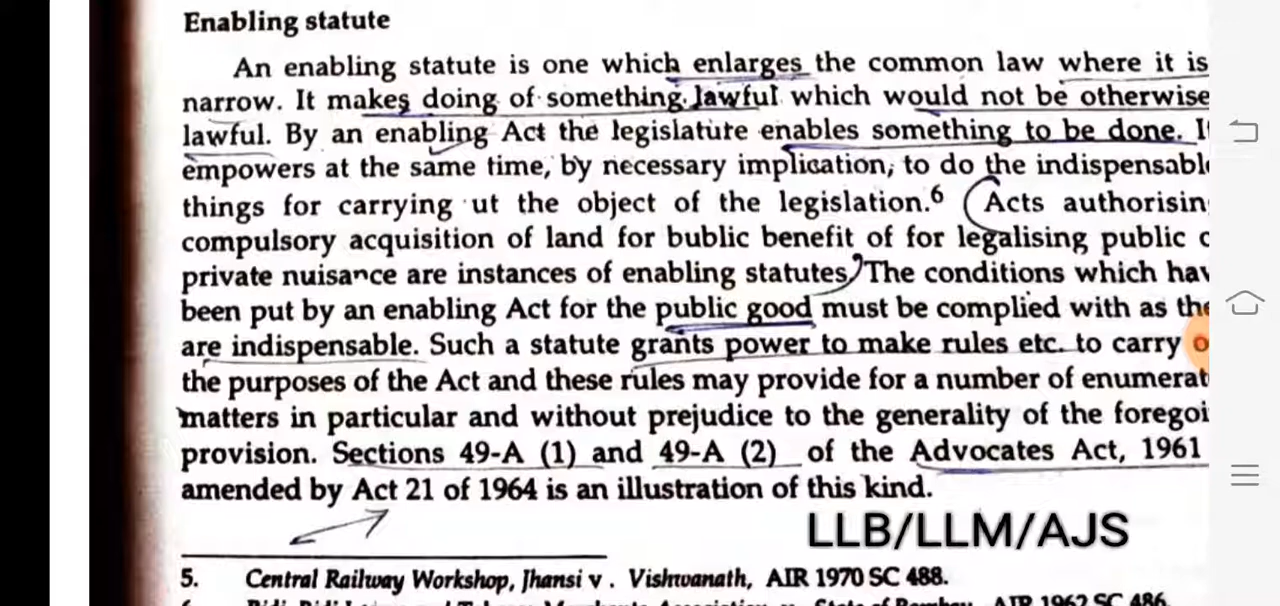 Enabling statute
An enabling statute is one which enlarges the common law where it is
narrow. It makes doing of something lawful which would not be otherwise
lawful. By an enabling Act the legislature enables something to be done.
empowers at the same time, by necessary implication, to do the indispensabl
things for carrying ut the object of the legislation.6 (Acts authorisin
compulsory acquisition of land for bublic benefit of for legalising public
private nuisance are instances of enabling statutes) The conditions which hav
been put by an enabling Act for the public good must be complied with as the
are indispensable. Such a statute grants power to make rules etc. to carry o
the purposes of the Act and these rules may provide for a number of enumerat
matters in particular and without prejudice to the generality of the foregoi
provision. Sections 49-A (1) and 49-A (2) of the Advocates Act, 1961
amended by Act 21 of 1964 is an illustration of this kind.
LLB/LLM/AJS
5. Central Railway Workshop, Jhansi v. Vishwanath, AIR 1970 SC 488.
State of Bombay, AIR 1962 SC 486